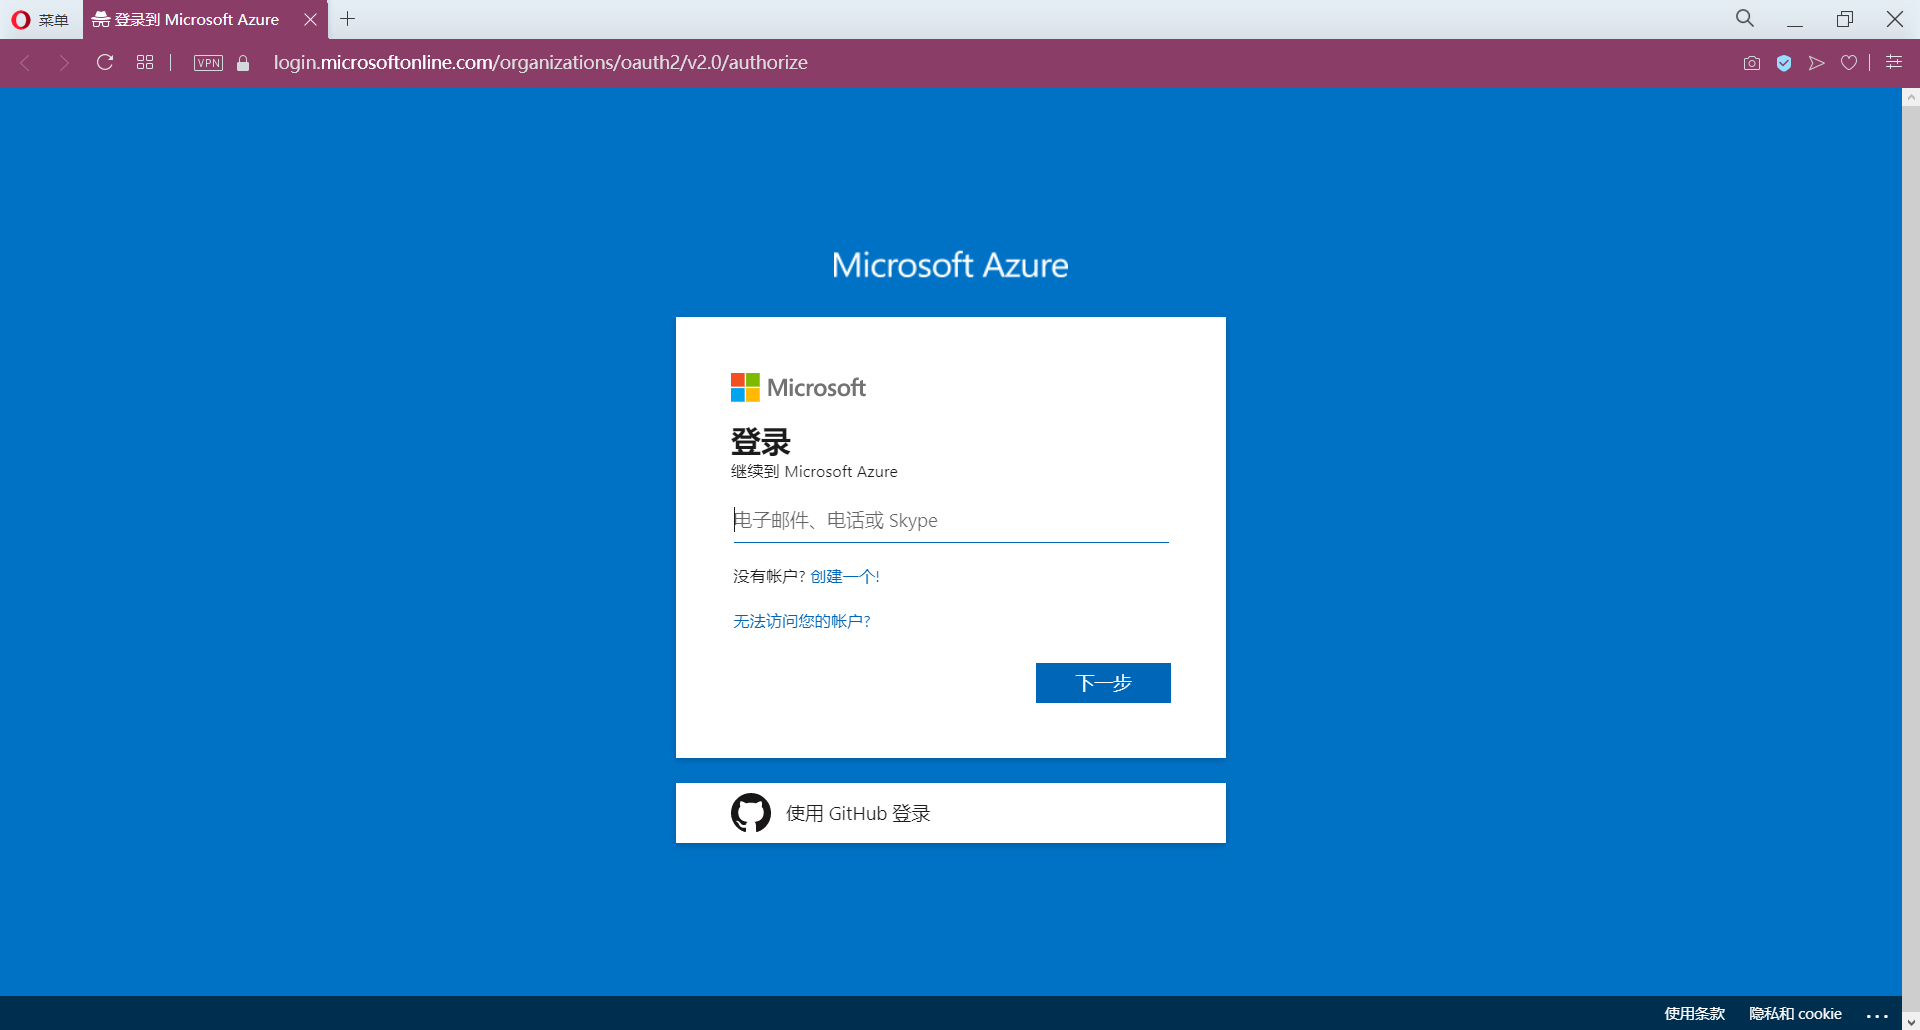 菜单
登录到 Microsoft Azure
VPN
login.microsoftonline.com/organizations/oauth2/v2.0/authorize
Microsoft Azure
Microsoft
登录
继续到 Microsoft Azure
电子邮件、电话或 Skype
没有帐户? 创建一个!
无法访问您的帐户?
下一步
使用 GitHub 登录
使用条款 隐私和 cookie ...